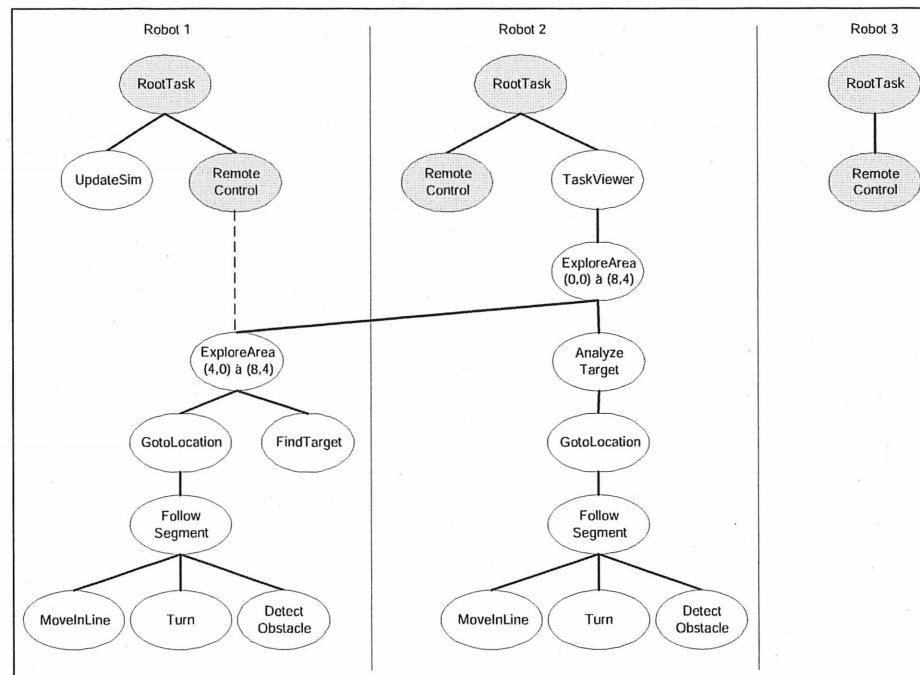 Robot 1
Robot 2
Robot 3
RootTask
RootTask
RootTask
UpdateSim
Remote
Control
Remote
Control
TaskViewer
Remote
Control
ExploreArea
(0,0) à (8,4)
ExploreArea
(4,0) à (8,4)
Analyze
Target
GotoLocation
FindTarget
GotoLocation
Follow
Segment
Follow
Segment
MoveInLine
Turn
Detect
Obstacle
MoveInLine
Turn
Detect
Obstacle